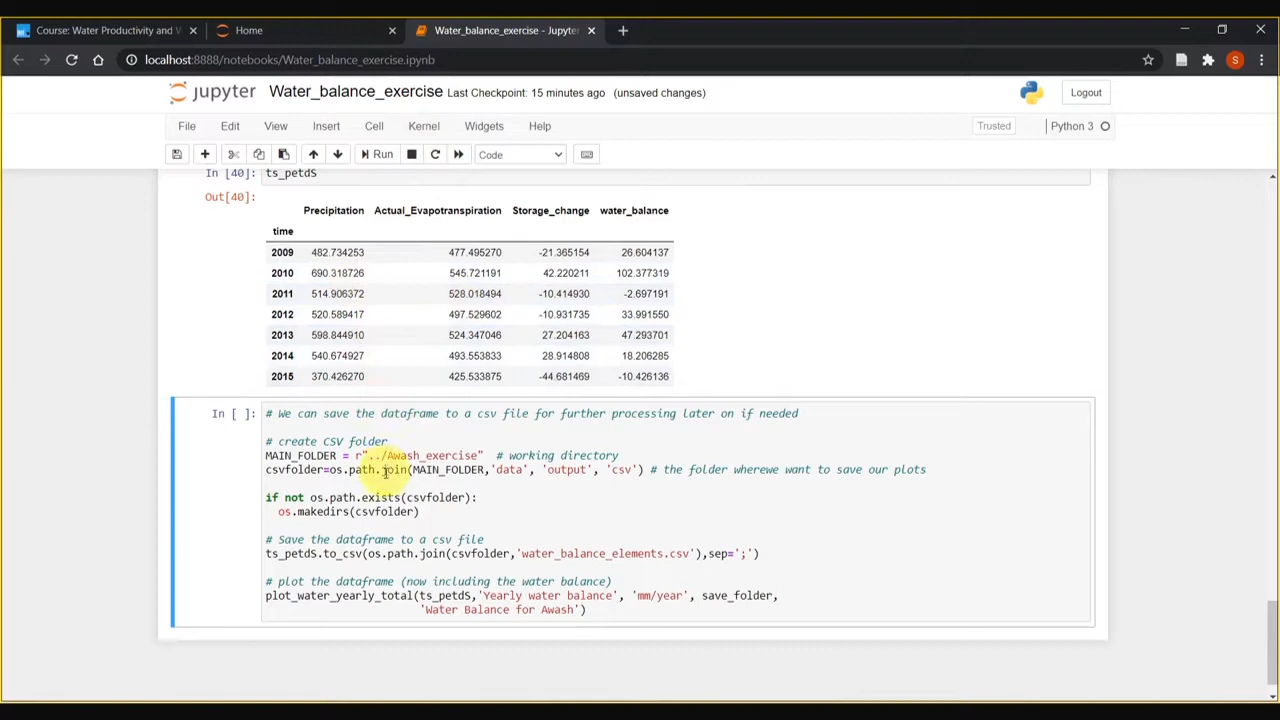 Course: Water Productivity and V
Home
Water_balance_exercise - Jupyter
localhost:8888/notebooks/Water_balance_exercise.ipynb
S
jupyter Water_balance_exercise Last Checkpoint: 15 minutes ago (unsaved changes)
Logout
File Edit View Insert Cell Kernel Widgets Help
Trusted
Python 3
Run
Code
In [40]: ts_petdS
Out[40]:
Precipitation Actual_Evapotranspiration Storage_change water_balance
time
2009 482.734253 477.495270 -21.365154 26.604137
2010 690.318726 545.721191 42.220211 102.377319
2011 514.906372 528.018494 -10.414930 -2.697191
2012 520.589417 497.529602 -10.931735 33.991550
2013 598.844910 524.347046 27.204163 47.293701
2014 540.674927 493.553833 28.914808 18.206285
2015 370.426270 425.533875 -44.681469 -10.426136
In [ ]: # We can save the dataframe to a csv file for further processing later on if needed
# create CSV folder
MAIN_FOLDER = r"../Awash_exercise" # working directory
csvfolder=os.path.join(MAIN_FOLDER,'data', 'output', 'csv') # the folder wherewe want to save our plots
if not os.path.exists(csvfolder):
os.makedirs(csvfolder)
# Save the dataframe to a csv file
ts_petdS.to_csv(os.path.join(csvfolder,'water_balance_elements.csv'),sep=';')
# plot the dataframe (now including the water balance)
plot_water_yearly_total(ts_petdS,'Yearly water balance', 'mm/year', save_folder,
'Water Balance for Awash')